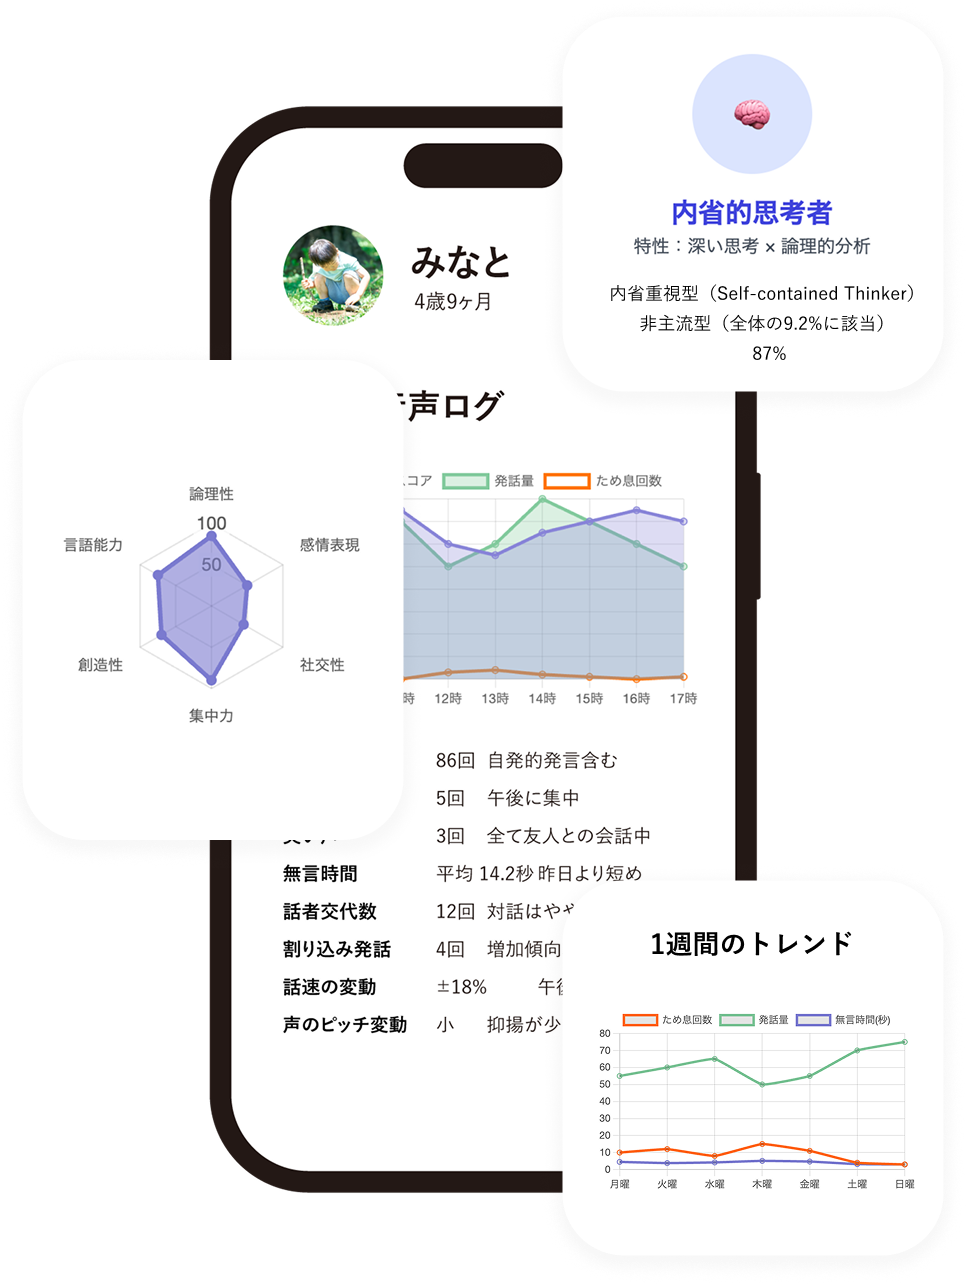 内省的思考者
特性：深い思考 × 論理的分析
内省重視型（Self-contained Thinker）
非主流型（全体の9.2%に該当）
87%
みなと
4歳9ヶ月
声ログ
コア 発話量 ため息回数
時 12時 13時 14時 15時 16時 17時
論理性
100
言語能力 感情表現
50
創造性 社交性
集中力
86回 自発的発言含む
5回 午後に集中
3回 全て友人との会話中
無言時間 平均 14.2秒 昨日より短め
話者交代数 12回 対話はやや
割り込み発話 4回 増加傾向
話速の変動 ±18% 午後
声のピッチ変動 小 抑揚が少
1週間のトレンド
ため息回数 発話量 無言時間(秒)
80
70
60
50
40
30
20
10
0
月曜 火曜 水曜 木曜 金曜 土曜 日曜